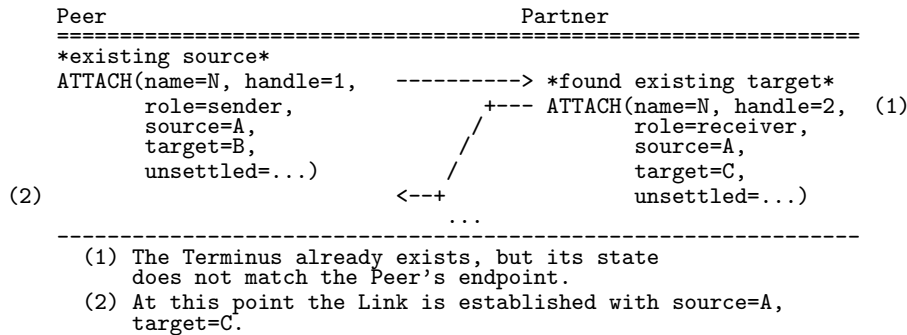 Peer Partner
=============================================================
*existing source*
ATTACH(name=N, handle=1, ----------> *found existing target*
role=sender, +--- ATTACH(name=N, handle=2, (1)
source=A, / role=receiver,
target=B, / source=A,
unsettled=...) / target=C,
(2) <--+ unsettled=...)
...
-------------------------------------------------------------
(1) The Terminus already exists, but its state
does not match the Peer's endpoint.
(2) At this point the Link is established with source=A,
target=C.